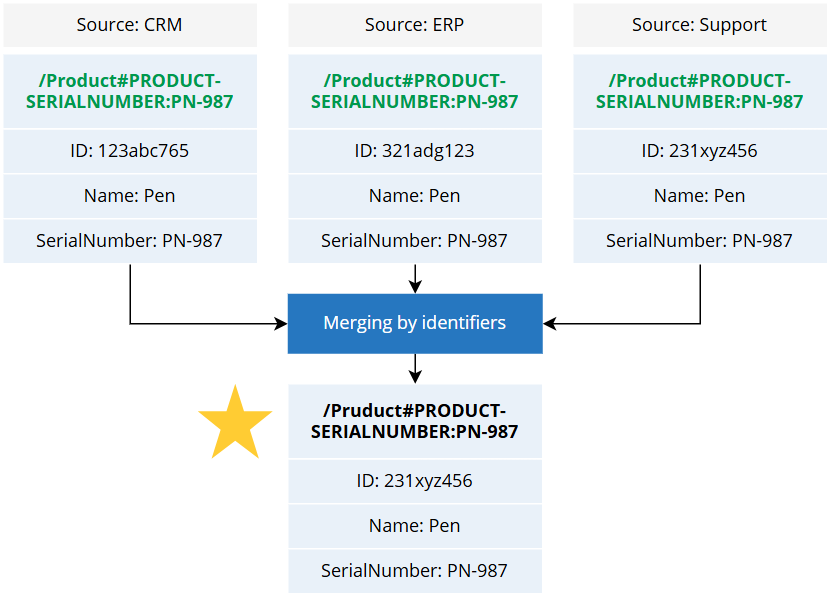 Source: CRM
/Product#PRODUCT-
SERIALNUMBER:PN-987
ID: 123abc765
Name: Pen
SerialNumber: PN-987
Source: ERP
/Product#PRODUCT-
SERIALNUMBER:PN-987
ID: 321adg123
Name: Pen
SerialNumber: PN-987
Source: Support
/Product#PRODUCT-
SERIALNUMBER:PN-987
ID: 231xyz456
Name: Pen
SerialNumber: PN-987
Merging by identifiers
/Pruduct#PRODUCT-
SERIALNUMBER:PN-987
ID: 231xyz456
Name: Pen
SerialNumber: PN-987